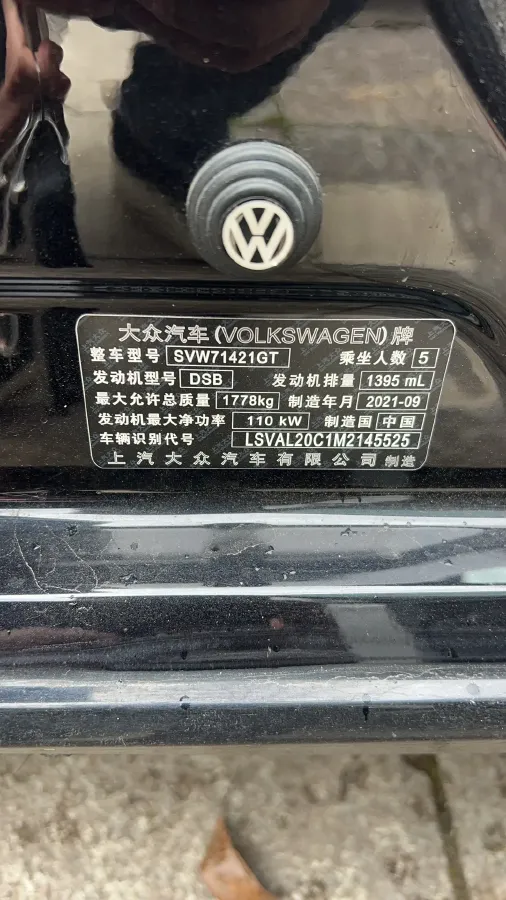 大众汽车(VOLKSWAGEN)牌
整车型号 SVW71421GT 乘坐人数 5
发动机型号 DSB 发动机排量 1395 mL
最大允许总质量 1778kg 制造年月 2021-09
发动机最大净功率 110 kW 制造国 中国
车辆识别代号 LSVAL20C1M2145525
上汽大众汽车有限公司 制造